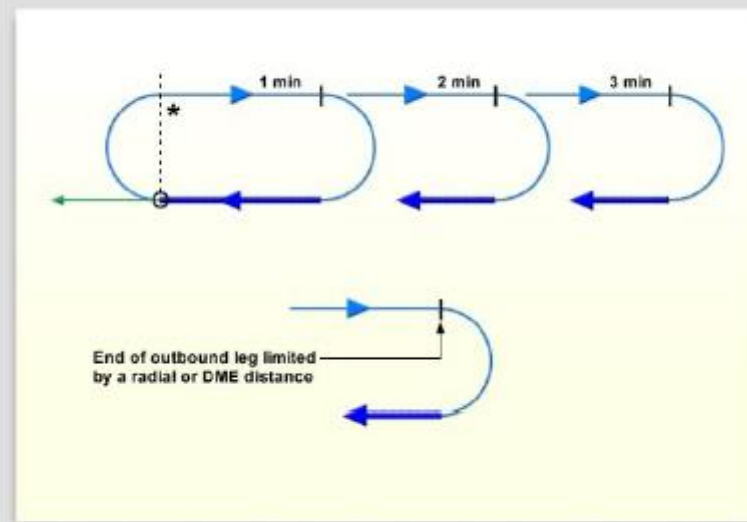 1 min
2 min
3 min
*
End of outbound leg limited
by a radial or DME distance